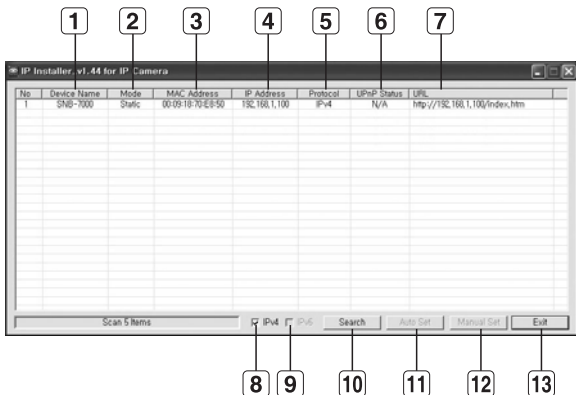 1 2 3 4 5 6 7
IP Installer. v1.44 for IP Camera
No Device Name Mode MAC Address IP Address Protocol UPnP Status URL
1 SNB-7000 Static 00:09:18:70:E8:50 192,168,1,100 IPv4 N/A http://192,168,1,100/index,htm
Scan 5 Items IPv4 IPv6 Search Auto Set Manual Set Exit
8 9 10 11 12 13